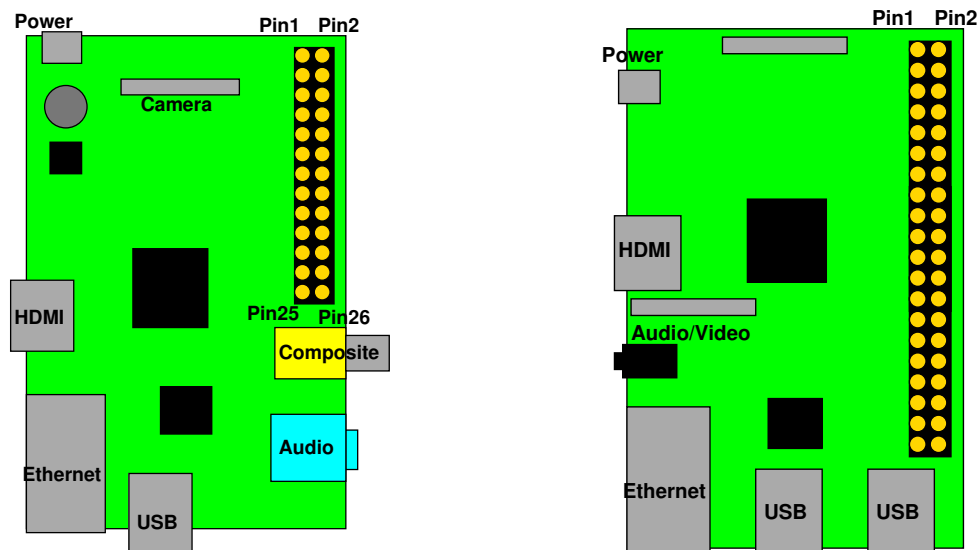 Power
Pin1 Pin2
Camera
HDMI
Pin25 Pin26
Composite
Audio
Ethernet
USB
Pin1 Pin2
Power
HDMI
Audio/Video
Ethernet
USB
USB